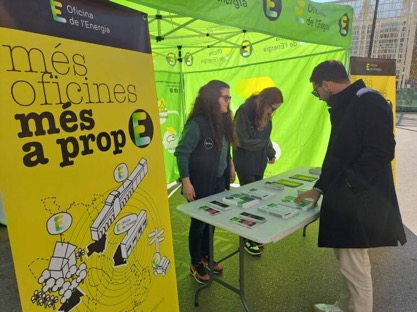 Oficina
de l'Energia
més
oficines
més
a prop
E
Oficina
de l'Energia